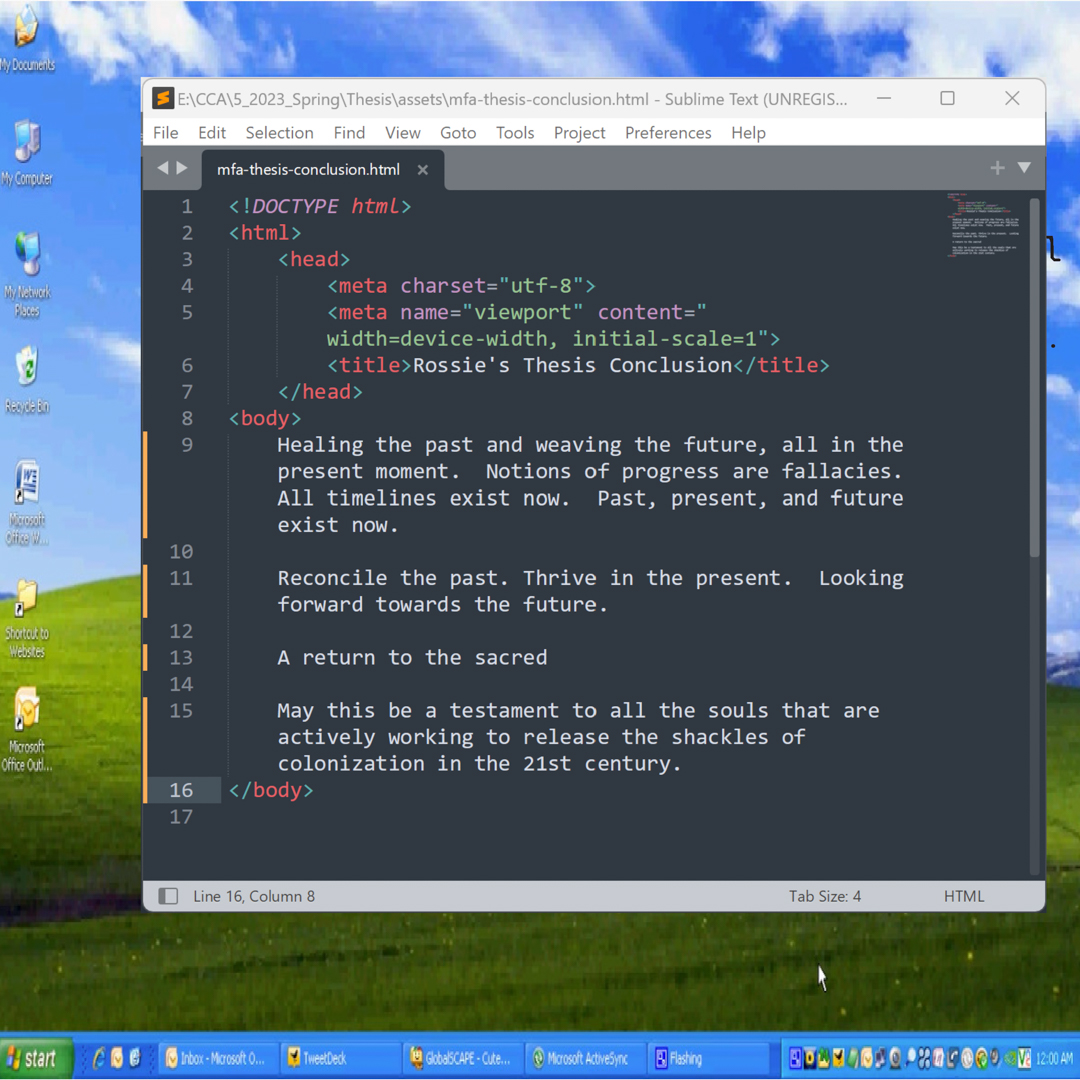 My Documents
My Computer
My Network
Places
Recycle Bin
Microsoft
Office W...
Shortcut to
Websites
Microsoft
Office Outl...
E:\CCA\5_2023_Spring\Thesis\assets\mfa-thesis-conclusion.html - Sublime Text (UNREGIS...
File Edit Selection Find View Goto Tools Project Preferences Help
mfa-thesis-conclusion.html
1 <!DOCTYPE html>
2 <html>
3 <head>
4 <meta charset="utf-8">
5 <meta name="viewport" content="
width=device-width, initial-scale=1">
6 <title>Rossie's Thesis Conclusion</title>
7 </head>
8 <body>
9 Healing the past and weaving the future, all in the
present moment.  Notions of progress are fallacies.
All timelines exist now.  Past, present, and future
exist now.
10
11 Reconcile the past. Thrive in the present.  Looking
forward towards the future.
12
13 A return to the sacred
14
15 May this be a testament to all the souls that are
actively working to release the shackles of
colonization in the 21st century.
16 </body>
17
Line 16, Column 8 Tab Size: 4 HTML
start Inbox - Microsoft O... TweetDeck GlobalSCAPE - Cute... Microsoft ActiveSync Flashing 12:00 AM